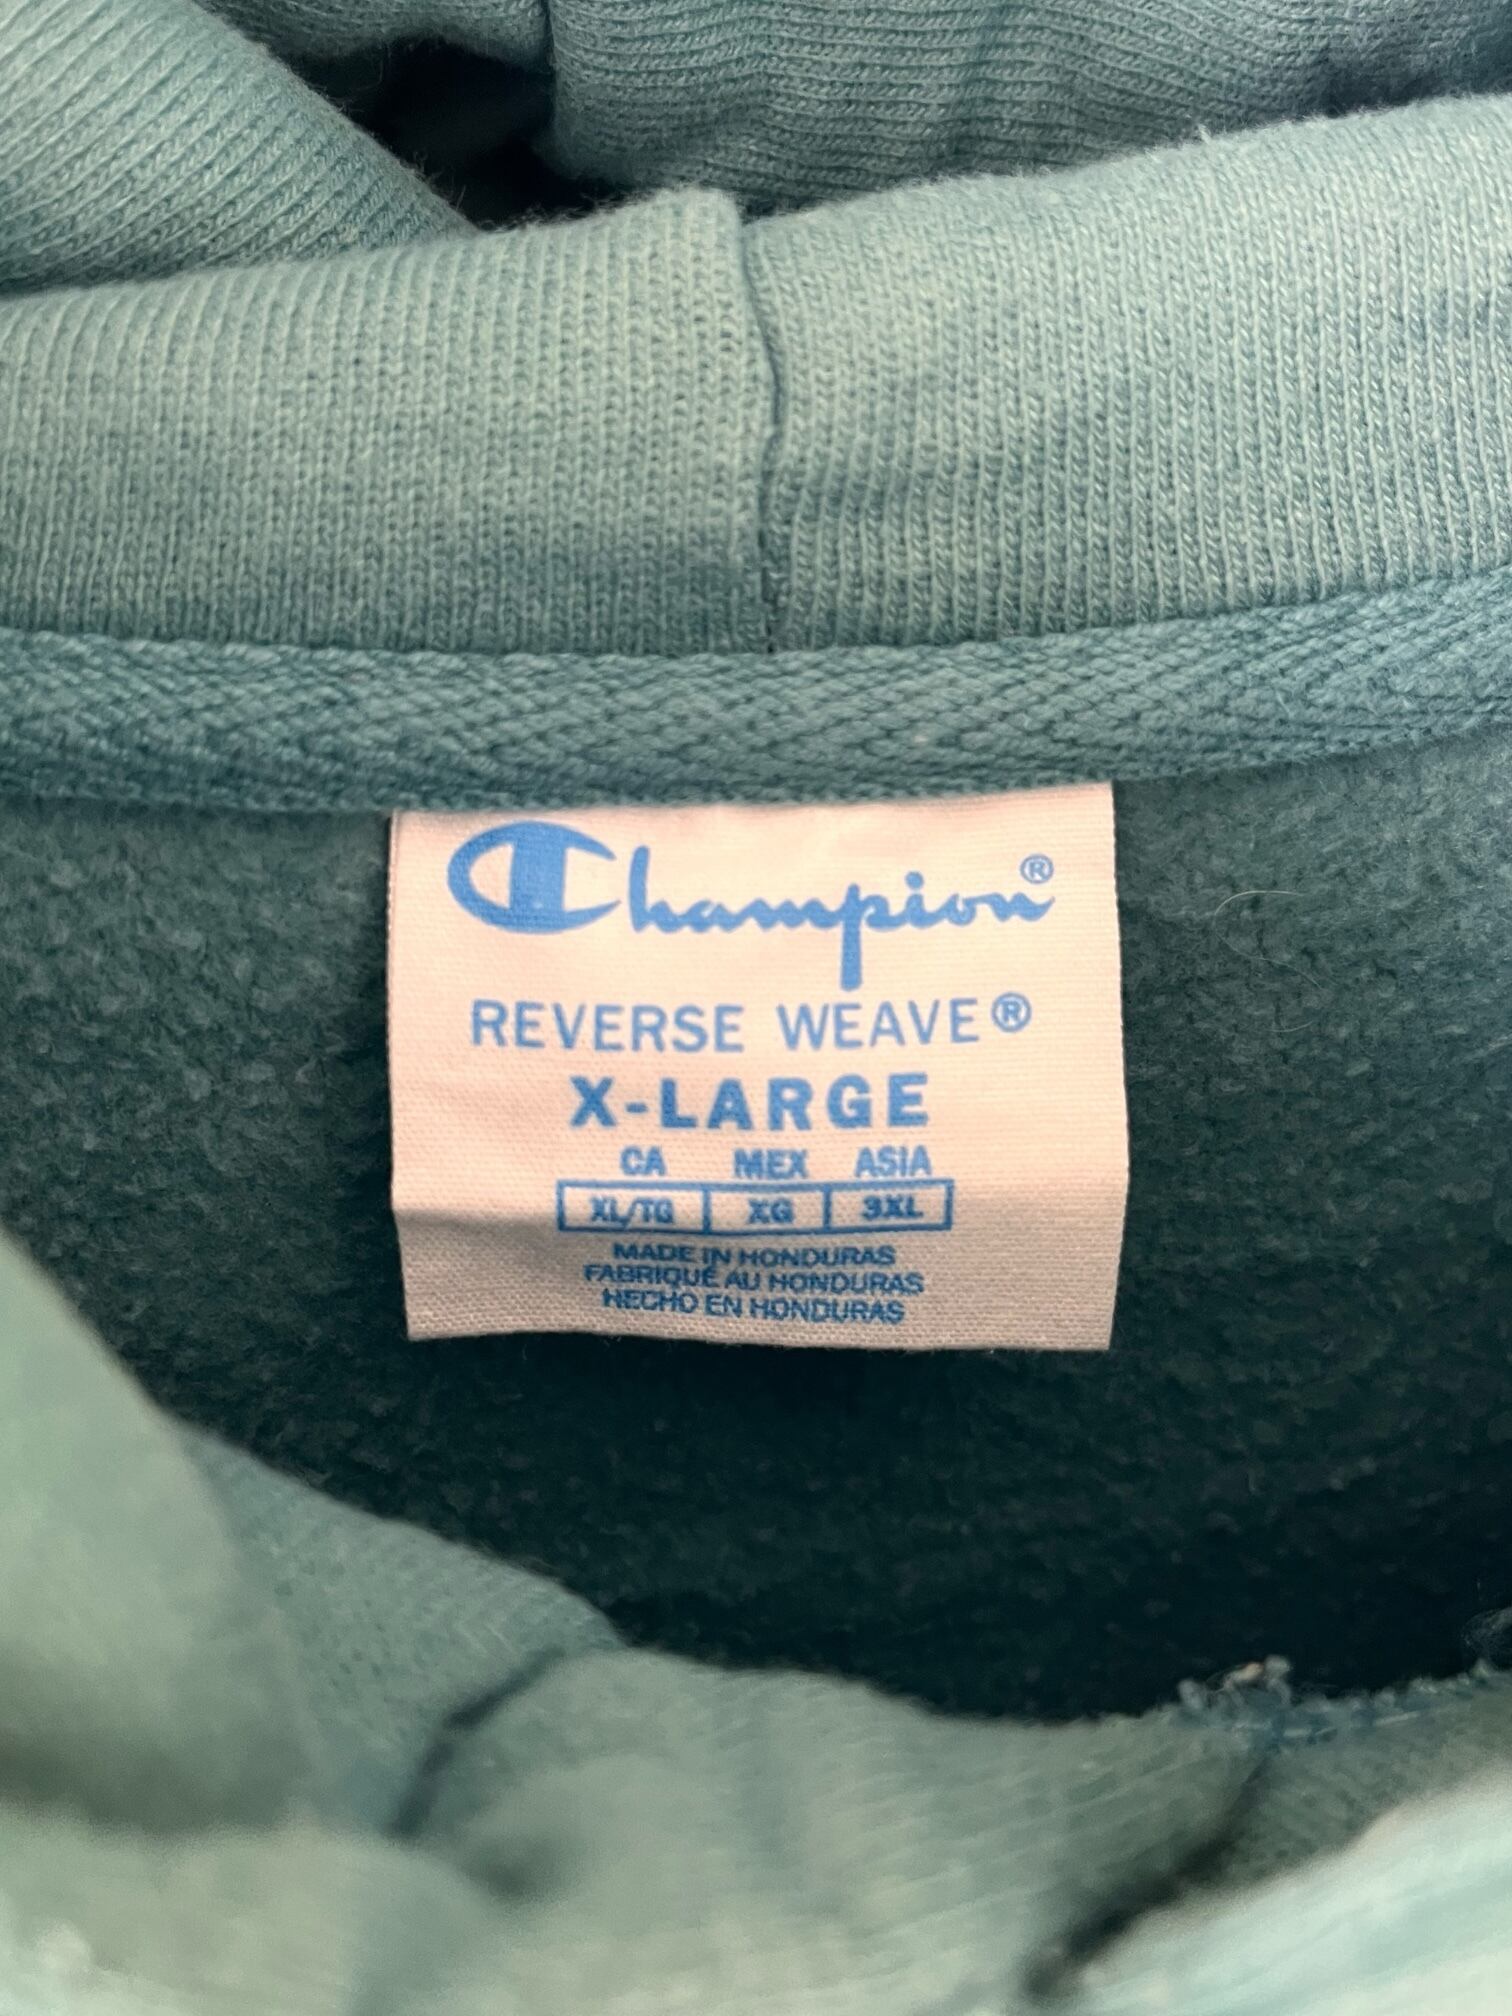 Champion®
REVERSE WEAVE®
X-LARGE
CA MEX ASIA
XL/TG XG 3XL
MADE IN HONDURAS
FABRIQUÉ AU HONDURAS
HECHO EN HONDURAS